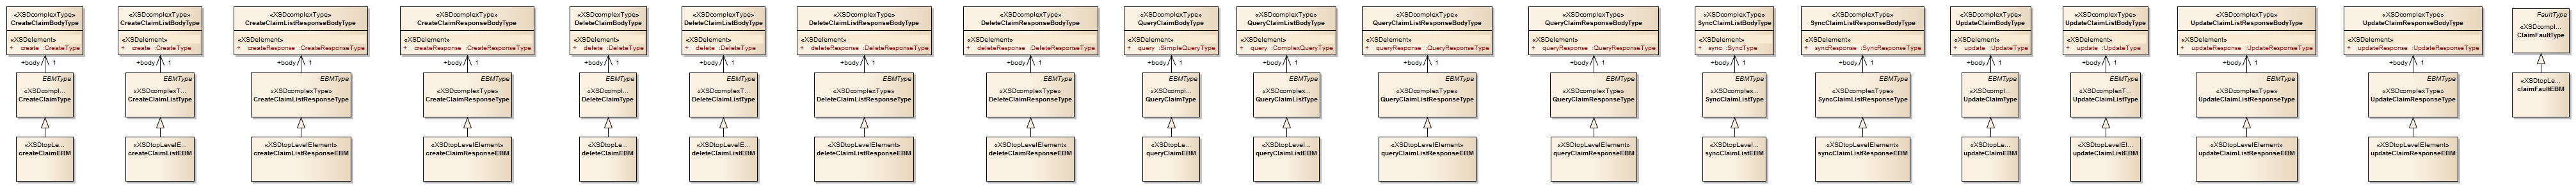 «XSDcomplexType»
CreateClaimBodyType
«XSDelement»
+ create :CreateType
+body 1
EBMType
«XSDcompl...
CreateClaimType
«XSDtopLe...
createClaimEBM
«XSDcomplexType»
CreateClaimListBodyType
«XSDelement»
+ create :CreateType
+body 1
EBMType
«XSDcomplexT...
CreateClaimListType
«XSDtopLevelE...
createClaimListEBM
«XSDcomplexType»
CreateClaimListResponseBodyType
«XSDelement»
+ createResponse :CreateResponseType
+body 1
EBMType
«XSDcomplexType»
CreateClaimListResponseType
«XSDtopLevelElement»
createClaimListResponseEBM
«XSDcomplexType»
CreateClaimResponseBodyType
«XSDelement»
+ createResponse :CreateResponseType
+body 1
EBMType
«XSDcomplexType»
CreateClaimResponseType
«XSDtopLevelElement»
createClaimResponseEBM
«XSDcomplexType»
DeleteClaimBodyType
«XSDelement»
+ delete :DeleteType
+body 1
EBMType
«XSDcompl...
DeleteClaimType
«XSDtopLe...
deleteClaimEBM
«XSDcomplexType»
DeleteClaimListBodyType
«XSDelement»
+ delete :DeleteType
+body 1
EBMType
«XSDcomplexT...
DeleteClaimListType
«XSDtopLevelE...
deleteClaimListEBM
«XSDcomplexType»
DeleteClaimListResponseBodyType
«XSDelement»
+ deleteResponse :DeleteResponseType
+body 1
EBMType
«XSDcomplexType»
DeleteClaimListResponseType
«XSDtopLevelElement»
deleteClaimListResponseEBM
«XSDcomplexType»
DeleteClaimResponseBodyType
«XSDelement»
+ deleteResponse :DeleteResponseType
+body 1
EBMType
«XSDcomplexType»
DeleteClaimResponseType
«XSDtopLevelElement»
deleteClaimResponseEBM
«XSDcomplexType»
QueryClaimBodyType
«XSDelement»
+ query :SimpleQueryType
+body 1
EBMType
«XSDcompl...
QueryClaimType
«XSDtopLe...
queryClaimEBM
«XSDcomplexType»
QueryClaimListBodyType
«XSDelement»
+ query :ComplexQueryType
+body 1
EBMType
«XSDcomplex...
QueryClaimListType
«XSDtopLevel...
queryClaimListEBM
«XSDcomplexType»
QueryClaimListResponseBodyType
«XSDelement»
+ queryResponse :QueryResponseType
+body 1
EBMType
«XSDcomplexType»
QueryClaimListResponseType
«XSDtopLevelElement»
queryClaimListResponseEBM
«XSDcomplexType»
QueryClaimResponseBodyType
«XSDelement»
+ queryResponse :QueryResponseType
+body 1
EBMType
«XSDcomplexType»
QueryClaimResponseType
«XSDtopLevelElement»
queryClaimResponseEBM
«XSDcomplexType»
SyncClaimListBodyType
«XSDelement»
+ sync :SyncType
+body 1
EBMType
«XSDcomplex...
SyncClaimListType
«XSDtopLevel...
syncClaimListEBM
«XSDcomplexType»
SyncClaimListResponseBodyType
«XSDelement»
+ syncResponse :SyncResponseType
+body 1
EBMType
«XSDcomplexType»
SyncClaimListResponseType
«XSDtopLevelElement»
syncClaimListResponseEBM
«XSDcomplexType»
UpdateClaimBodyType
«XSDelement»
+ update :UpdateType
+body 1
EBMType
«XSDcompl...
UpdateClaimType
«XSDtopLe...
updateClaimEBM
«XSDcomplexType»
UpdateClaimListBodyType
«XSDelement»
+ update :UpdateType
+body 1
EBMType
«XSDcomplexT...
UpdateClaimListType
«XSDtopLevelEl...
updateClaimListEBM
«XSDcomplexType»
UpdateClaimListResponseBodyType
«XSDelement»
+ updateResponse :UpdateResponseType
+body 1
EBMType
«XSDcomplexType»
UpdateClaimListResponseType
«XSDtopLevelElement»
updateClaimListResponseEBM
«XSDcomplexType»
UpdateClaimResponseBodyType
«XSDelement»
+ updateResponse :UpdateResponseType
+body 1
EBMType
«XSDcomplexType»
UpdateClaimResponseType
«XSDtopLevelElement»
updateClaimResponseEBM
FaultType
«XSDcompl...
ClaimFaultType
«XSDtopLe...
claimFaultEBM